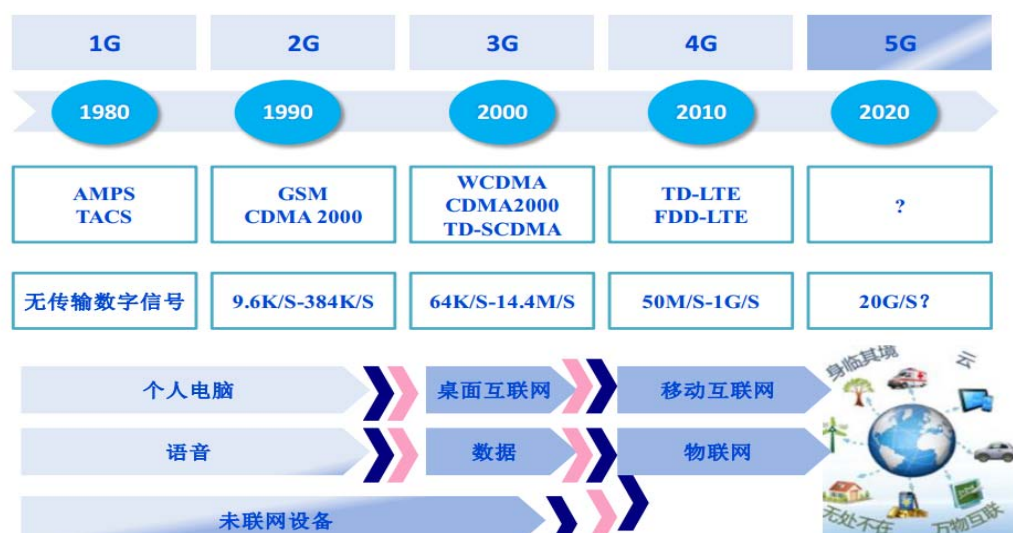 1G
2G
3G
4G
5G
1980
1990
2000
2010
2020
AMPS
TACS
GSM
CDMA 2000
WCDMA
CDMA2000
TD-SCDMA
TD-LTE
FDD-LTE
?
无传输数字信号
9.6K/S-384K/S
64K/S-14.4M/S
50M/S-1G/S
20G/S?
个人电脑
桌面互联网
移动互联网
语音
数据
物联网
未联网设备
身临其境
云
无处不在
万物互联